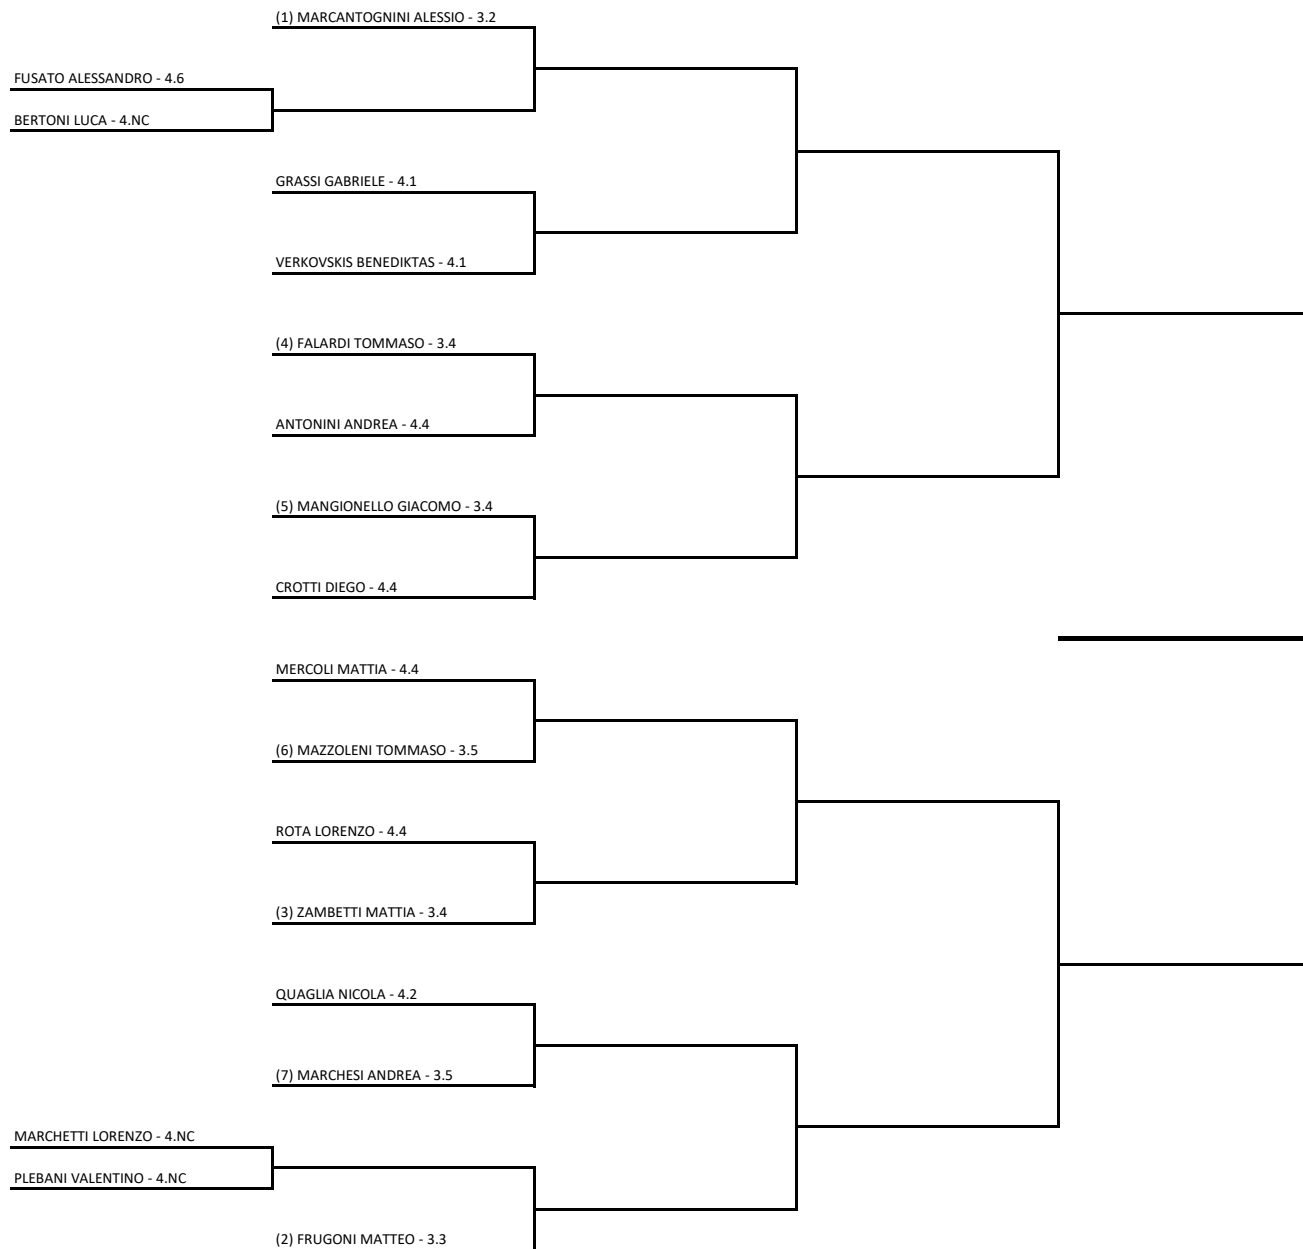 (1) MARCANTOGNINI ALESSIO - 3.2
FUSATO ALESSANDRO - 4.6
BERTONI LUCA - 4.NC
GRASSI GABRIELE - 4.1
VERKOVSKIS BENEDIKTAS - 4.1
(4) FALARDI TOMMASO - 3.4
ANTONINI ANDREA - 4.4
(5) MANGIONELLO GIACOMO - 3.4
CROTTI DIEGO - 4.4
MERCOLI MATTIA - 4.4
(6) MAZZOLENI TOMMASO - 3.5
ROTA LORENZO - 4.4
(3) ZAMBETTI MATTIA - 3.4
QUAGLIA NICOLA - 4.2
(7) MARCHESI ANDREA - 3.5
MARCHETTI LORENZO - 4.NC
PLEBANI VALENTINO - 4.NC
(2) FRUGONI MATTEO - 3.3